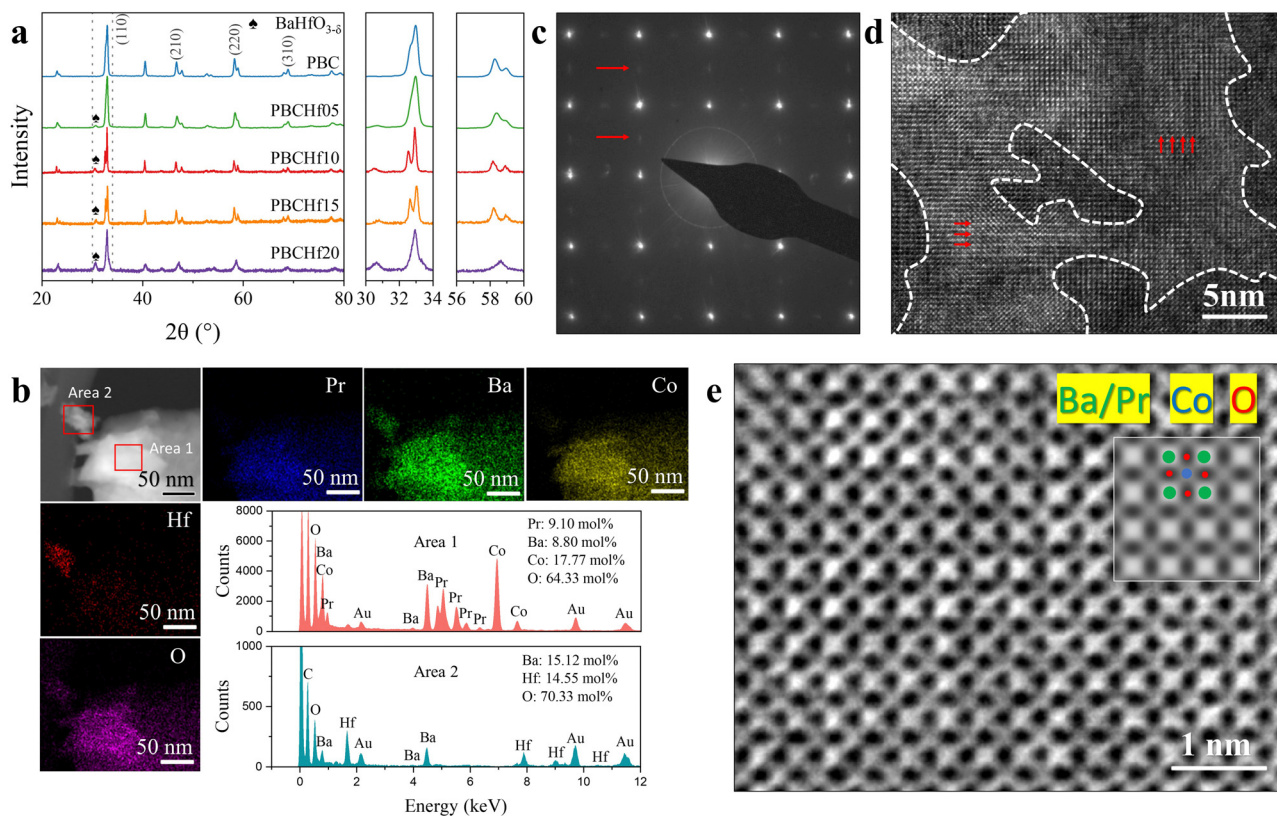 a
Intensity
♠ BaHfO3-δ
(110)
(210)
(220)
(310)
PBC
PBCHf05
♠
PBCHf10
♠
PBCHf15
♠
PBCHf20
♠
20 40 60 80
30 32 34
56 58 60
2θ (°)
c
d
5nm
b
Area 2
Area 1
50 nm
Pr
50 nm
Ba
50 nm
Co
50 nm
Hf
50 nm
O
50 nm
Counts
8000
6000
4000
2000
0
O
Ba
Co
Pr
Au
Ba
Ba
Pr
Pr
Pr
Pr
Co
Co
Au
Au
Area 1
Pr: 9.10 mol%
Ba: 8.80 mol%
Co: 17.77 mol%
O: 64.33 mol%
Counts
1000
500
0
C
O
Ba
Hf
Au
Ba
Ba
Hf
Hf
Au
Hf
Au
Area 2
Ba: 15.12 mol%
Hf: 14.55 mol%
O: 70.33 mol%
0 2 4 6 8 10 12
Energy (keV)
e
Ba/Pr Co O
1 nm